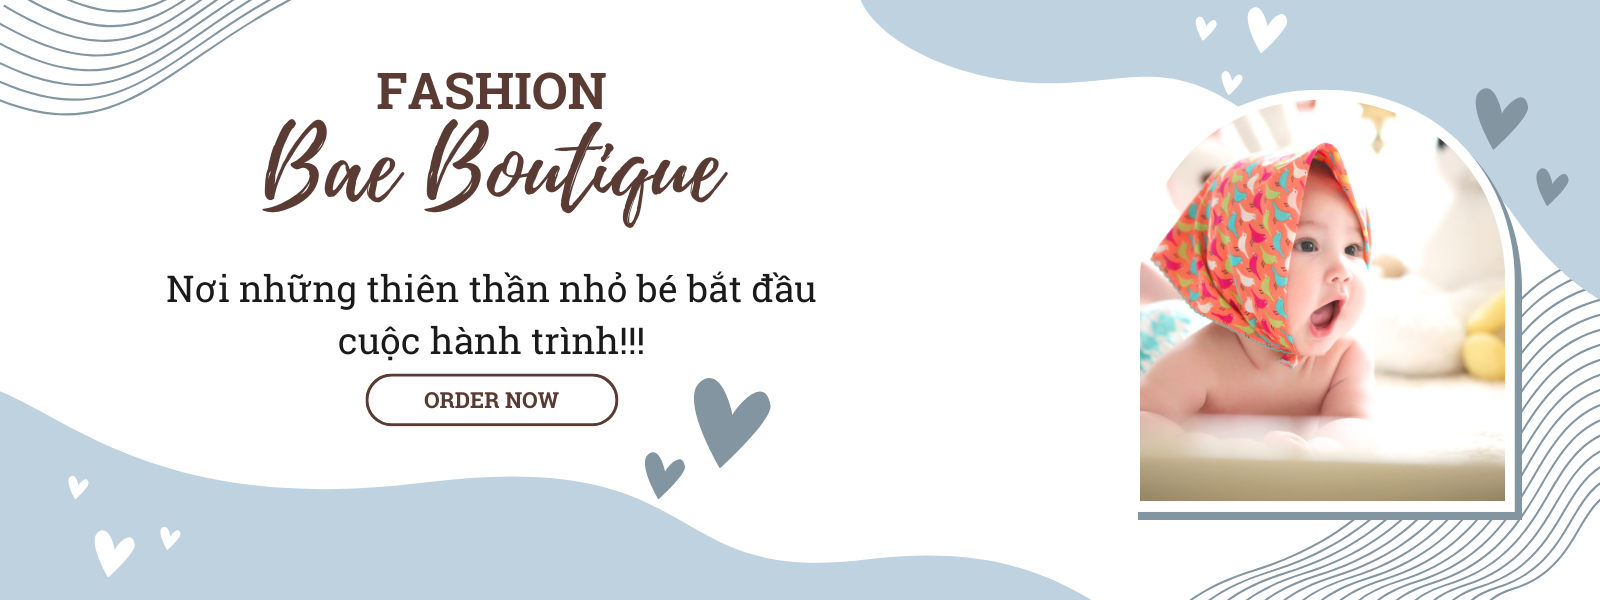 FASHION
Bae Boutique
Nơi những thiên thần nhỏ bé bắt đầu
cuộc hành trình!!!
ORDER NOW